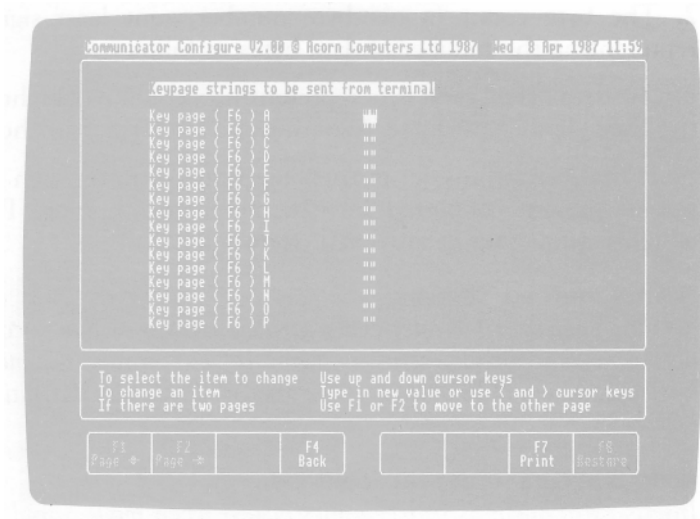 Communicator Configure V2.00 © Acorn Computers Ltd 1987 Wed 8 Apr 1987 11:59
Keypage strings to be sent from terminal
Key page ( F6 ) A ""
Key page ( F6 ) B ""
Key page ( F6 ) C ""
Key page ( F6 ) D ""
Key page ( F6 ) E ""
Key page ( F6 ) F ""
Key page ( F6 ) G ""
Key page ( F6 ) H ""
Key page ( F6 ) I ""
Key page ( F6 ) J ""
Key page ( F6 ) K ""
Key page ( F6 ) L ""
Key page ( F6 ) M ""
Key page ( F6 ) N ""
Key page ( F6 ) O ""
Key page ( F6 ) P ""
To select the item to change Use up and down cursor keys
To change an item Type in new value or use < and > cursor keys
If there are two pages Use F1 or F2 to move to the other page
F1 F2 F4 F7 F8
Page ← Page → Back Print Restore